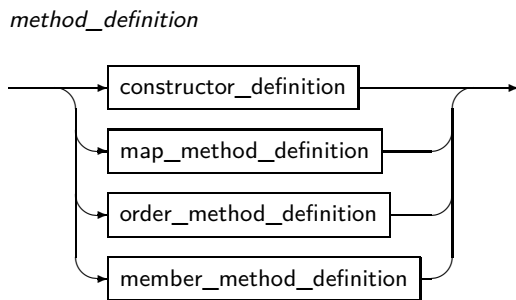 method_definition
constructor_definition
map_method_definition
order_method_definition
member_method_definition